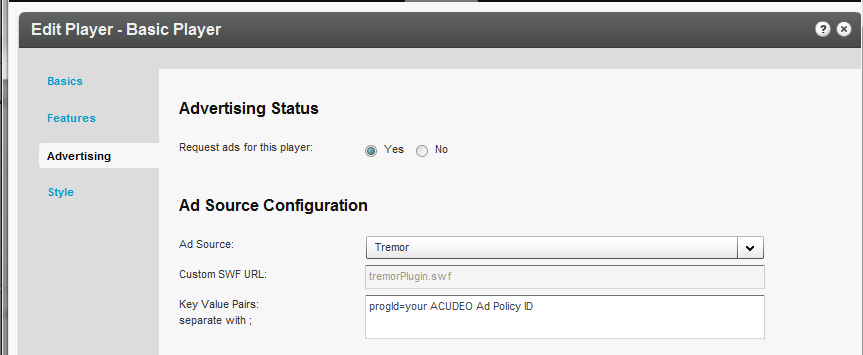 Edit Player - Basic Player
Basics
Features
Advertising
Style
Advertising Status
Request ads for this player: Yes No
Ad Source Configuration
Ad Source: Tremor
Custom SWF URL: tremorPlugin.swf
Key Value Pairs: progId=your ACUDEO Ad Policy ID
separate with ;